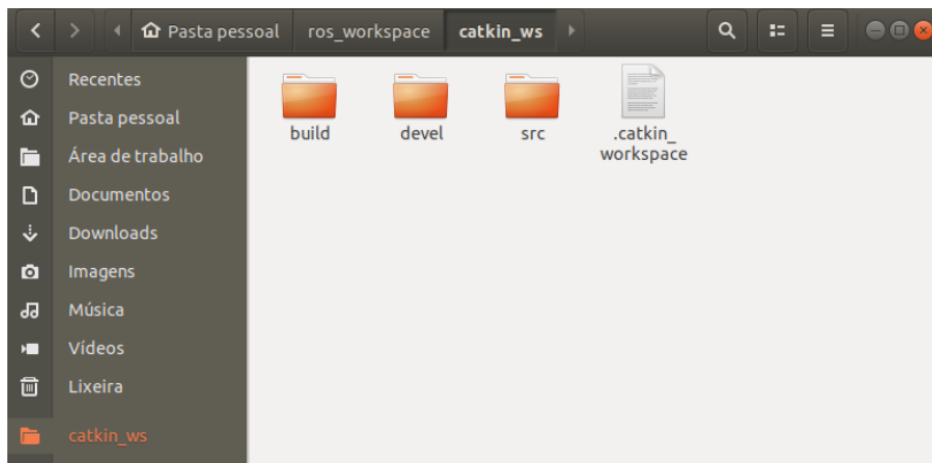 Pasta pessoal ros_workspace catkin_ws
Recentes
Pasta pessoal
Área de trabalho
Documentos
Downloads
Imagens
Música
Vídeos
Lixeira
catkin_ws
build devel src .catkin_
workspace